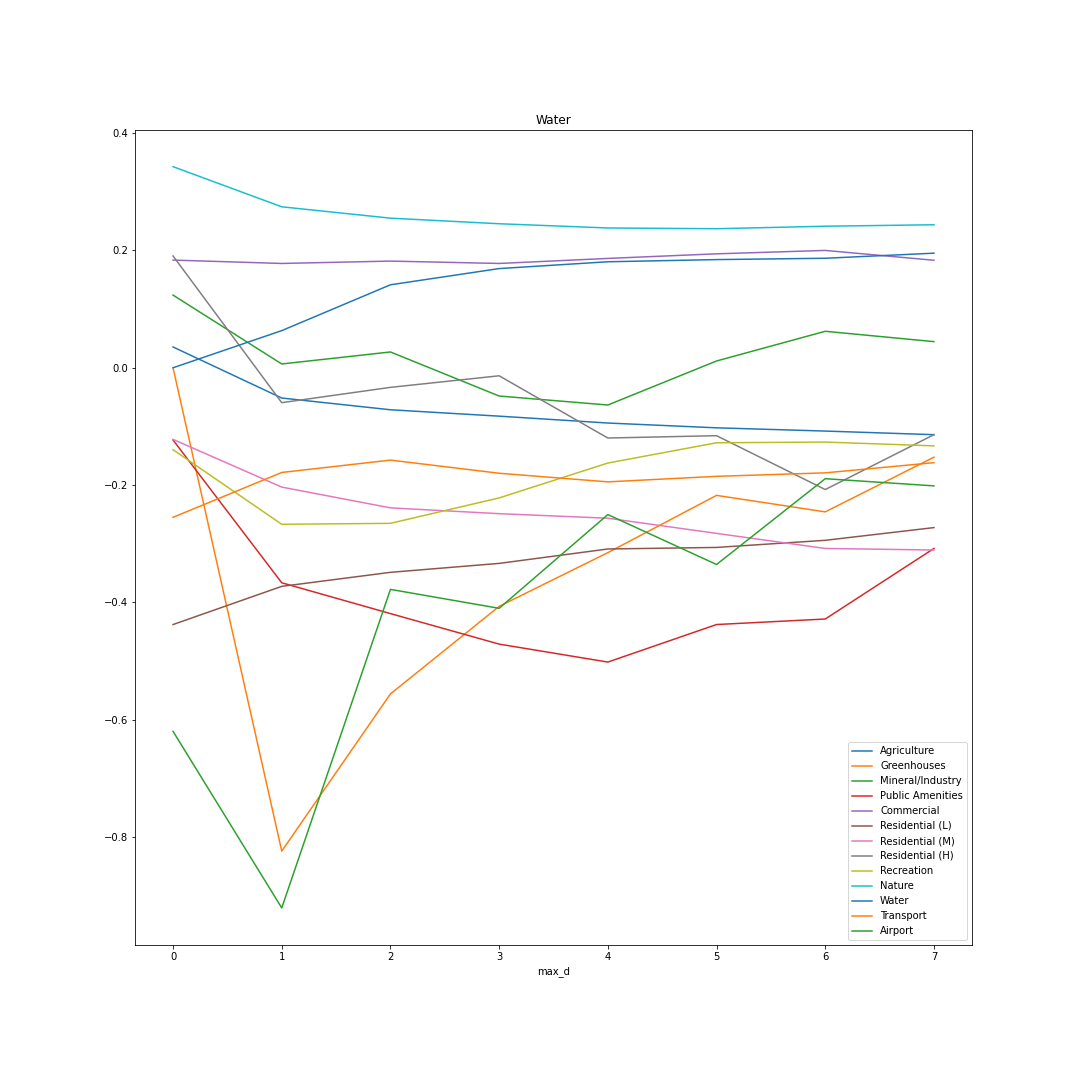 Water
0.4
0.2
0.0
−0.2
−0.4
−0.6
−0.8
Agriculture
Greenhouses
Mineral/Industry
Public Amenities
Commercial
Residential (L)
Residential (M)
Residential (H)
Recreation
Nature
Water
Transport
Airport
0 1 2 3 4 5 6 7
max_d